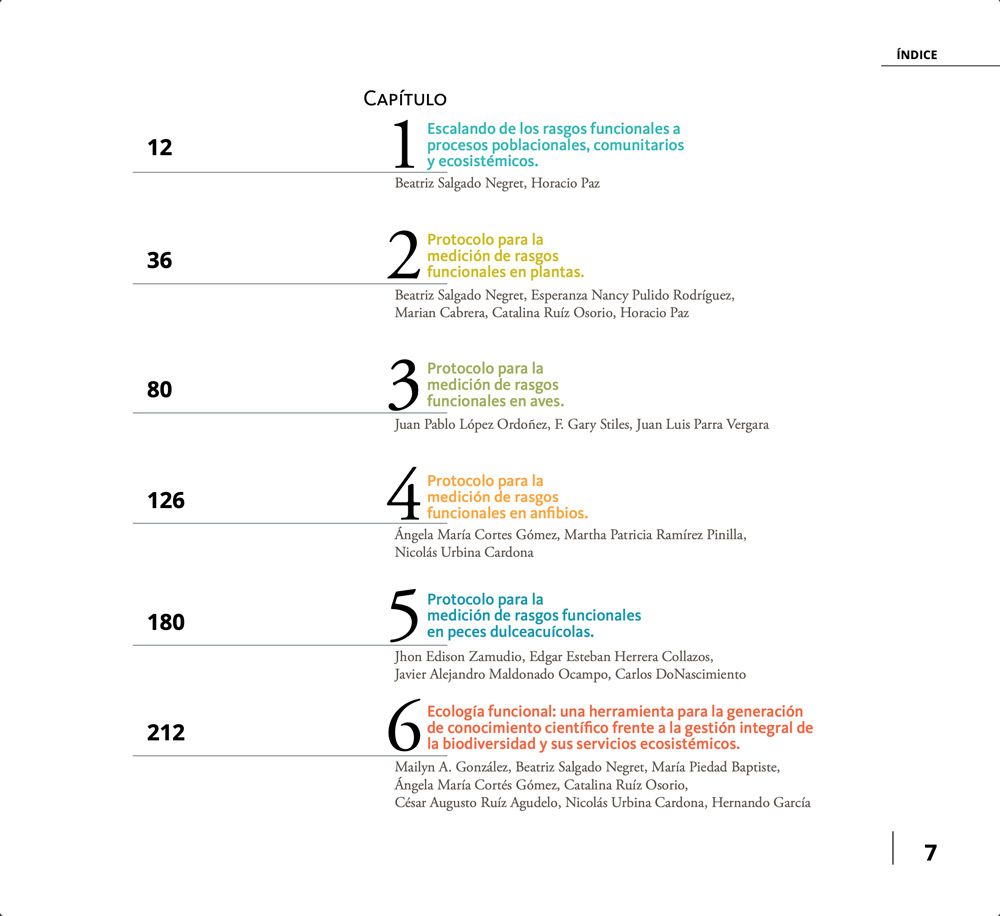 ÍNDICE
Capítulo
12
1
Escalando de los rasgos funcionales a
procesos poblacionales, comunitarios
y ecosistémicos.
Beatriz Salgado Negret, Horacio Paz
36
2
Protocolo para la
medición de rasgos
funcionales en plantas.
Beatriz Salgado Negret, Esperanza Nancy Pulido Rodríguez,
Marian Cabrera, Catalina Ruíz Osorio, Horacio Paz
80
3
Protocolo para la
medición de rasgos
funcionales en aves.
Juan Pablo López Ordoñez, F. Gary Stiles, Juan Luis Parra Vergara
126
4
Protocolo para la
medición de rasgos
funcionales en anfibios.
Ángela María Cortes Gómez, Martha Patricia Ramírez Pinilla,
Nicolás Urbina Cardona
180
5
Protocolo para la
medición de rasgos funcionales
en peces dulceacuícolas.
Jhon Edison Zamudio, Edgar Esteban Herrera Collazos,
Javier Alejandro Maldonado Ocampo, Carlos DoNascimiento
212
6
Ecología funcional: una herramienta para la generación
de conocimiento científico frente a la gestión integral de
la biodiversidad y sus servicios ecosistémicos.
Mailyn A. González, Beatriz Salgado Negret, María Piedad Baptiste,
Ángela María Cortés Gómez, Catalina Ruíz Osorio,
César Augusto Ruíz Agudelo, Nicolás Urbina Cardona, Hernando García
7